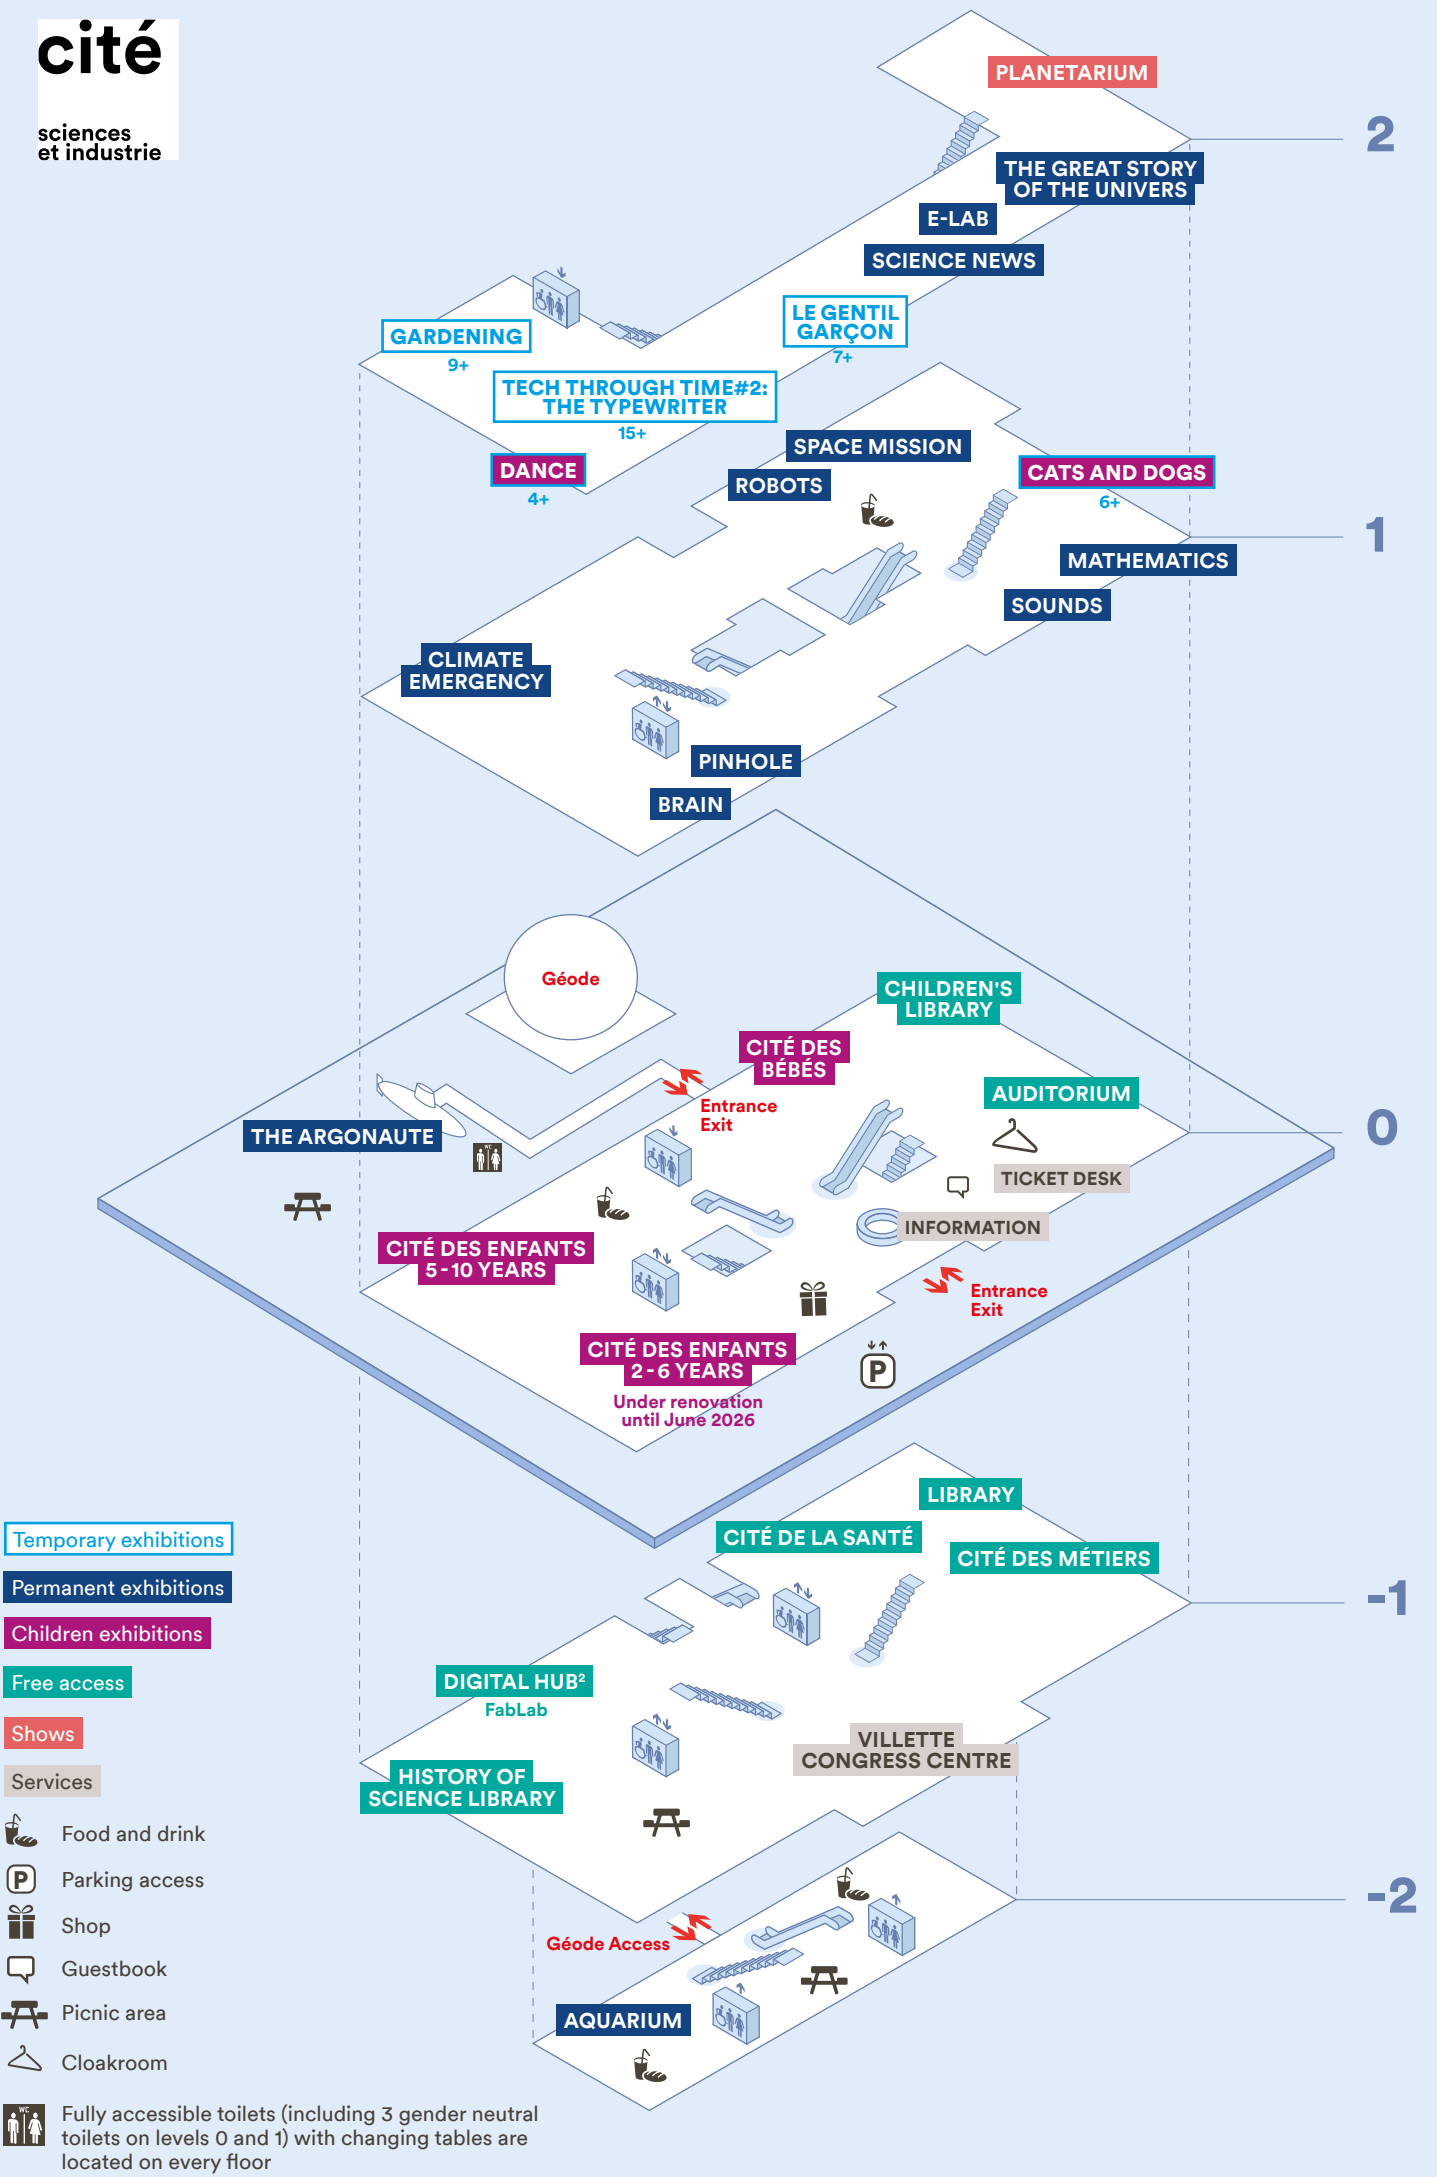 cité
sciences
et industrie
PLANETARIUM
2
THE GREAT STORY
OF THE UNIVERS
E-LAB
SCIENCE NEWS
LE GENTIL
GARÇON
7+
GARDENING
9+
TECH THROUGH TIME#2:
THE TYPEWRITER
15+
DANCE
4+
SPACE MISSION
ROBOTS
CATS AND DOGS
6+
1
MATHEMATICS
SOUNDS
CLIMATE
EMERGENCY
PINHOLE
BRAIN
Géode
CHILDREN'S
LIBRARY
CITÉ DES
BÉBÉS
AUDITORIUM
Entrance
Exit
0
THE ARGONAUTE
WC
TICKET DESK
INFORMATION
CITÉ DES ENFANTS
5-10 YEARS
Entrance
Exit
CITÉ DES ENFANTS
2-6 YEARS
Under renovation
until June 2026
P
LIBRARY
CITÉ DE LA SANTÉ
CITÉ DES MÉTIERS
-1
DIGITAL HUB²
FabLab
VILLETTE
CONGRESS CENTRE
HISTORY OF
SCIENCE LIBRARY
-2
Géode Access
AQUARIUM
Temporary exhibitions
Permanent exhibitions
Children exhibitions
Free access
Shows
Services
Food and drink
P
Parking access
Shop
Guestbook
Picnic area
Cloakroom
WC
Fully accessible toilets (including 3 gender neutral
toilets on levels 0 and 1) with changing tables are
located on every floor